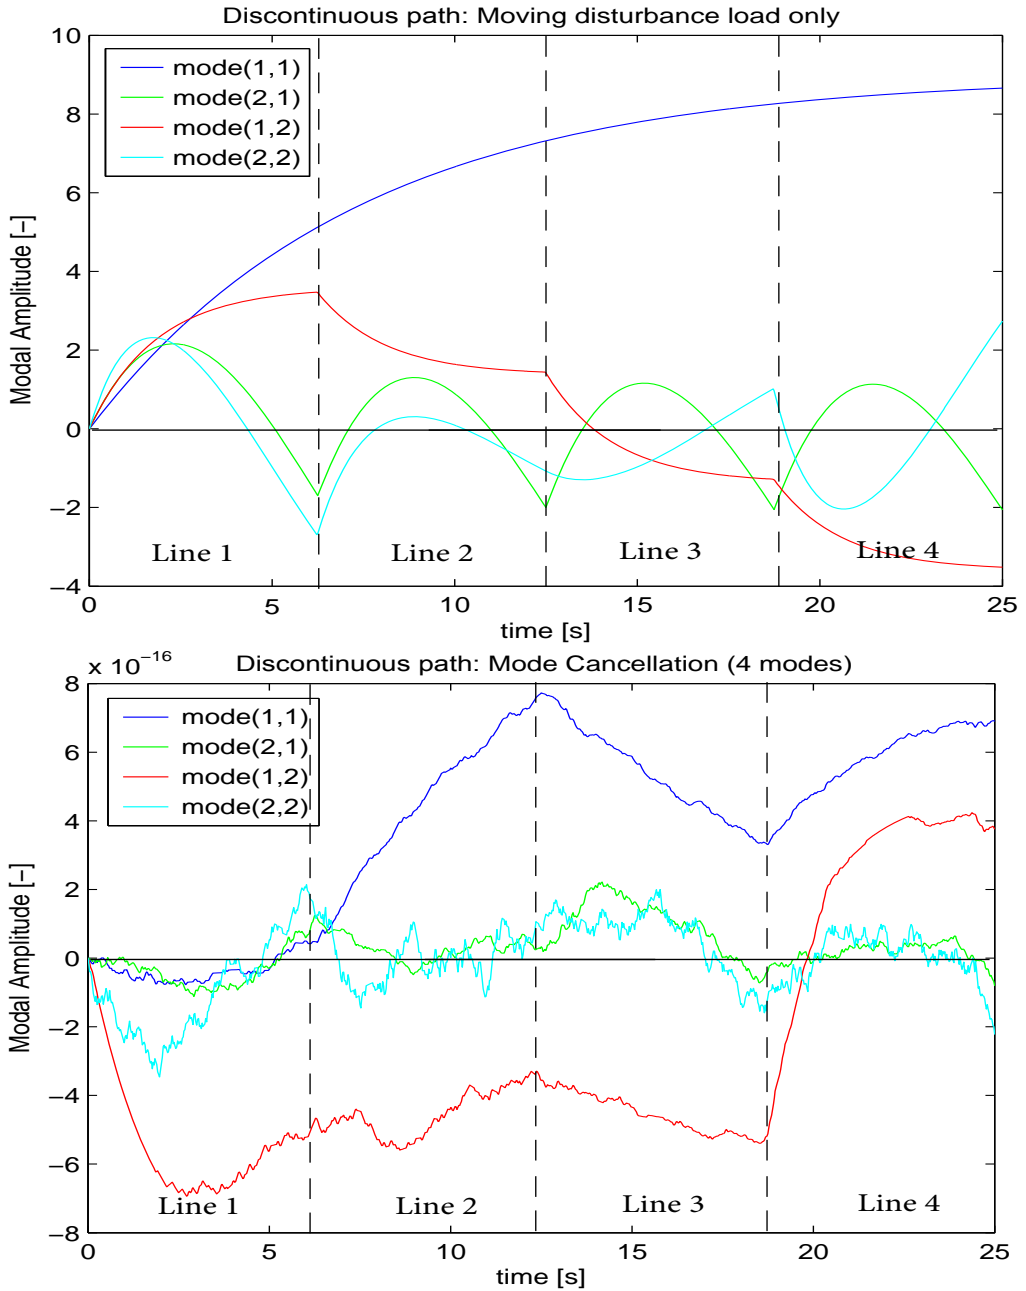 Discontinuous path: Moving disturbance load only
10
8
6
4
2
0
−2
−4
Modal Amplitude [−]
mode(1,1)
mode(2,1)
mode(1,2)
mode(2,2)
Line 1
Line 2
Line 3
Line 4
0 5 10 15 20 25
time [s]
x 10−16
Discontinuous path: Mode Cancellation (4 modes)
8
6
4
2
0
−2
−4
−6
−8
Modal Amplitude [−]
mode(1,1)
mode(2,1)
mode(1,2)
mode(2,2)
Line 1
Line 2
Line 3
Line 4
0 5 10 15 20 25
time [s]